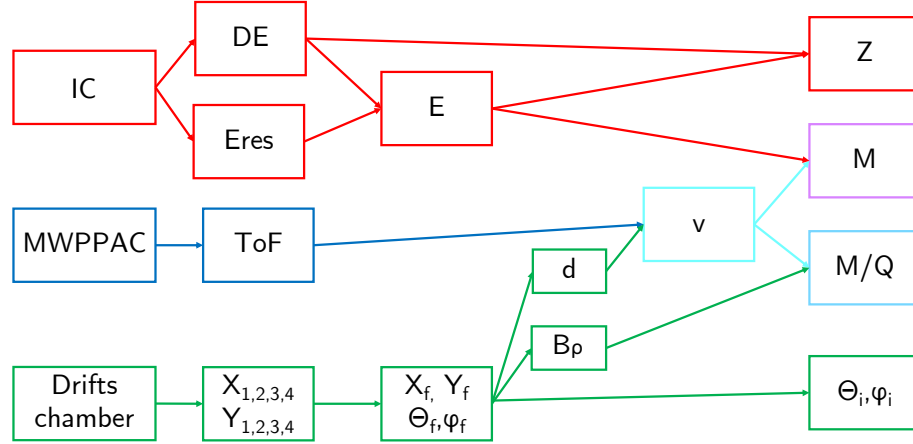 DE
Z
IC
E
Eres
M
MWPPAC
ToF
v
d
M/Q
Bρ
Drifts
chamber
X1,2,3,4
Y1,2,3,4
Xf, Yf
Θf,φf
Θi,φi